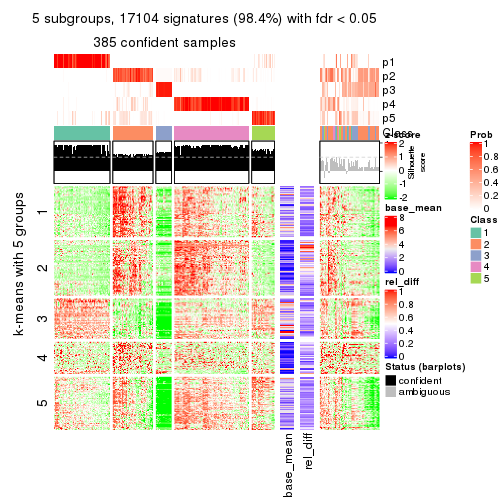 5 subgroups, 17104 signatures (98.4%) with fdr < 0.05
385 confident samples
p1
p2
p3
p4
p5
Class
z-score
2
1
0
-1
-2
Silhouette
score
base_mean
8
6
4
2
0
rel_diff
1
0.8
0.6
0.4
0.2
0
Status (barplots)
confident
ambiguous
Prob
1
0.8
0.6
0.4
0.2
0
Class
1
2
3
4
5
k-means with 5 groups
1
2
3
4
5
base_mean
rel_diff